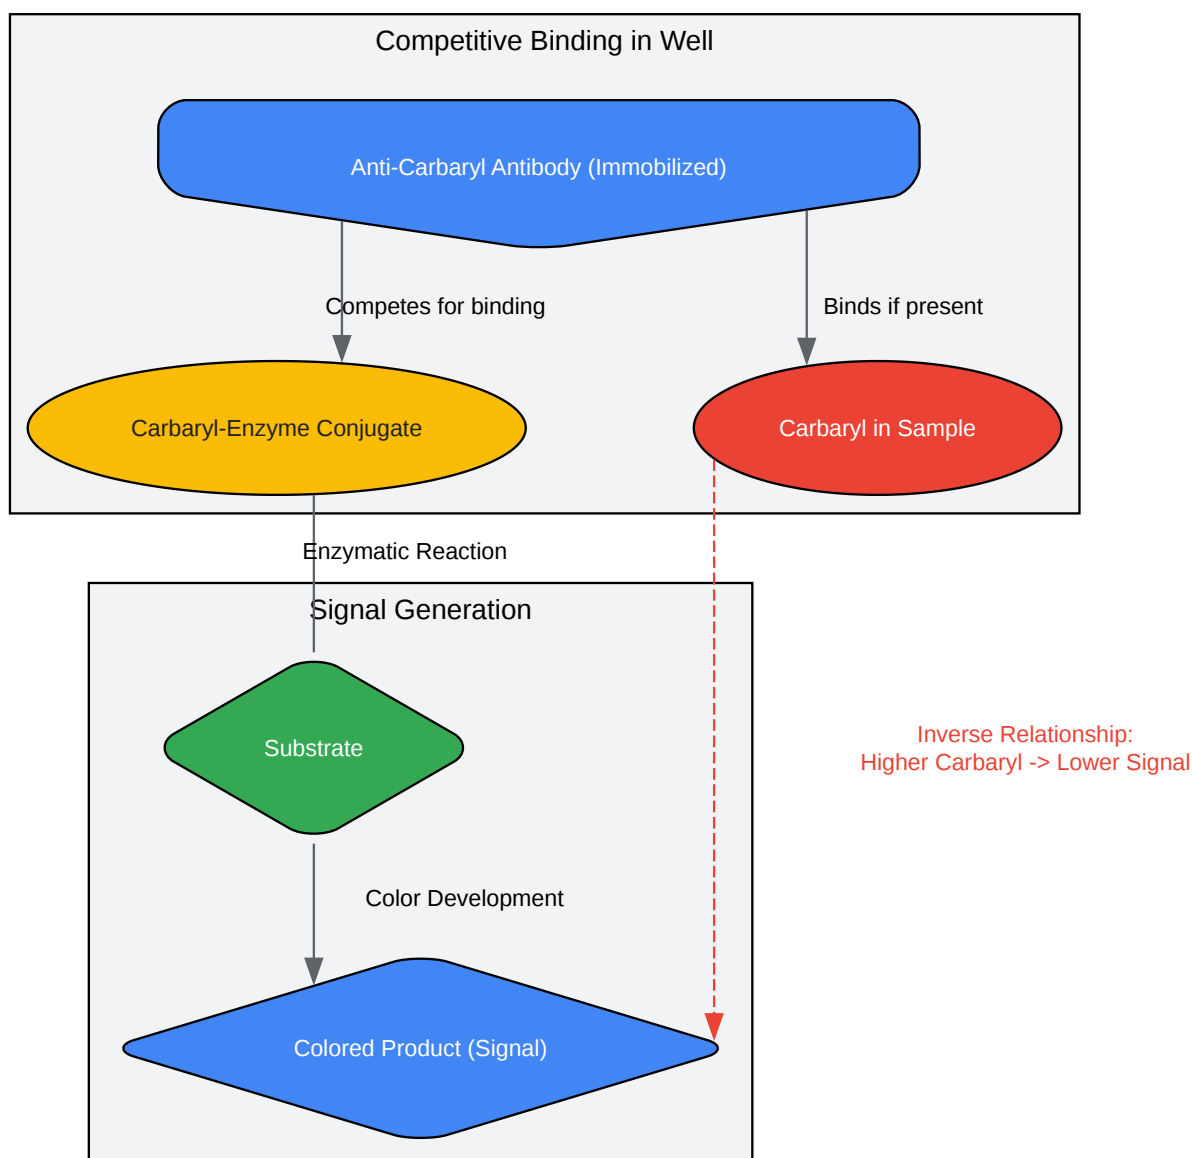 Competitive Binding in Well
Anti-Carbaryl Antibody (Immobilized)
Competes for binding
Binds if present
Carbaryl-Enzyme Conjugate
Carbaryl in Sample
Enzymatic Reaction
Signal Generation
Substrate
Inverse Relationship:
Higher Carbaryl -> Lower Signal
Color Development
Colored Product (Signal)